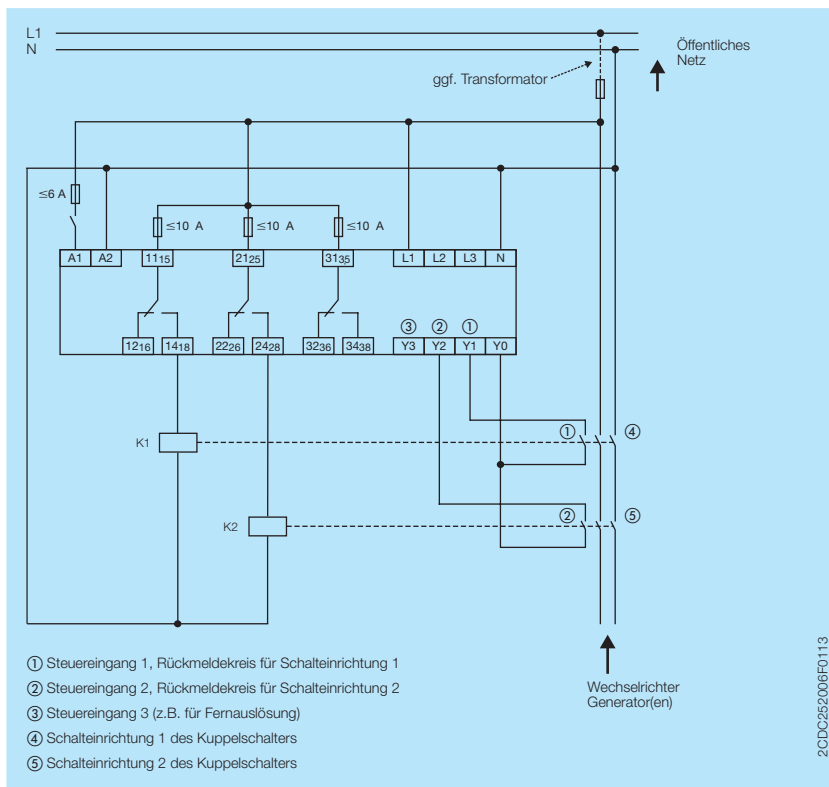 L1
N
Öffentliches
Netz
ggf. Transformator
≤6 A
≤10 A
≤10 A
≤10 A
A1 A2 1115 2125 3135 L1 L2 L3 N
③ ② ①
1216 1418 2226 2428 3236 3438 Y3 Y2 Y1 Y0
K1
① ④
K2
② ⑤
① Steuereingang 1, Rückmeldekreis für Schalteinrichtung 1
② Steuereingang 2, Rückmeldekreis für Schalteinrichtung 2
③ Steuereingang 3 (z.B. für Fernauslösung)
④ Schalteinrichtung 1 des Kuppelschalters
⑤ Schalteinrichtung 2 des Kuppelschalters
Wechselrichter
Generator(en)
2CDC252006F0113